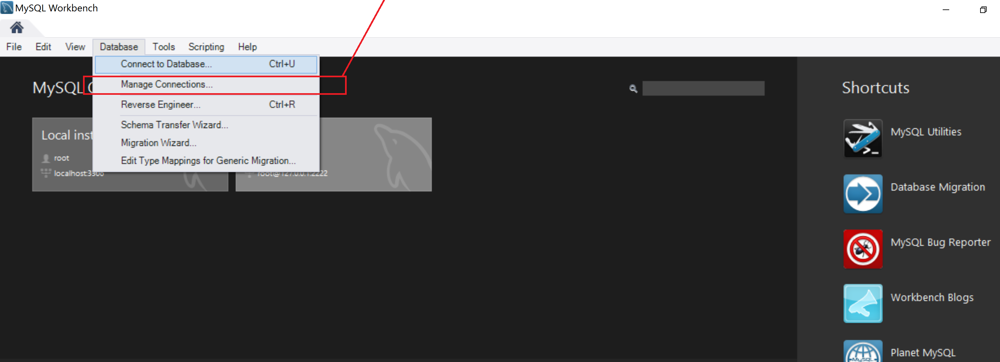 MySQL Workbench
File Edit View Database Tools Scripting Help
Connect to Database... Ctrl+U
Manage Connections...
Reverse Engineer... Ctrl+R
Schema Transfer Wizard...
Migration Wizard...
Edit Type Mappings for Generic Migration...
MySQL
Local inst
root
localhost:3306
root@127.0.0.1:2222
Shortcuts
MySQL Utilities
Database Migration
MySQL Bug Reporter
Workbench Blogs
Planet MySQL
MySQL